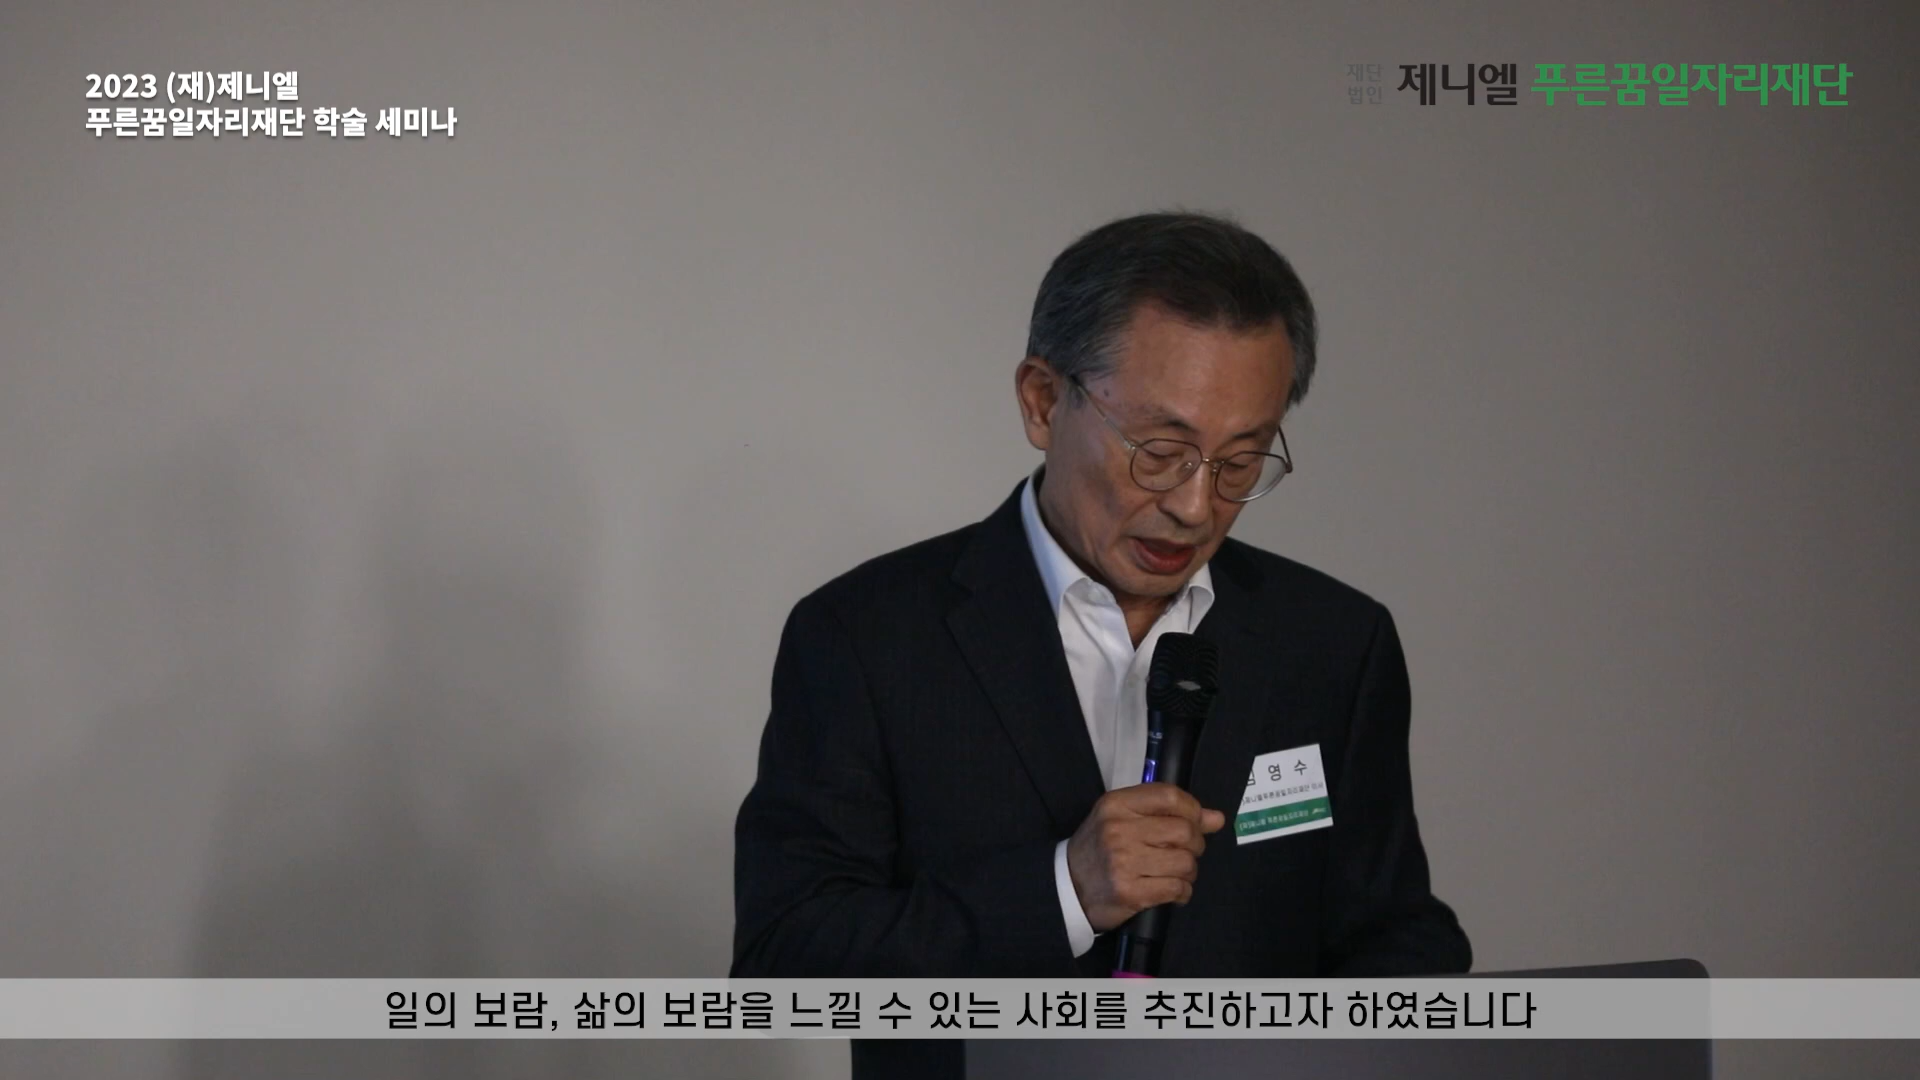 2023 (재)제니엘
푸른꿈일자리재단 학술 세미나
재단
법인
제니엘 푸른꿈일자리재단
영 수
일의 보람, 삶의 보람을 느낄 수 있는 사회를 추진하고자 하였습니다